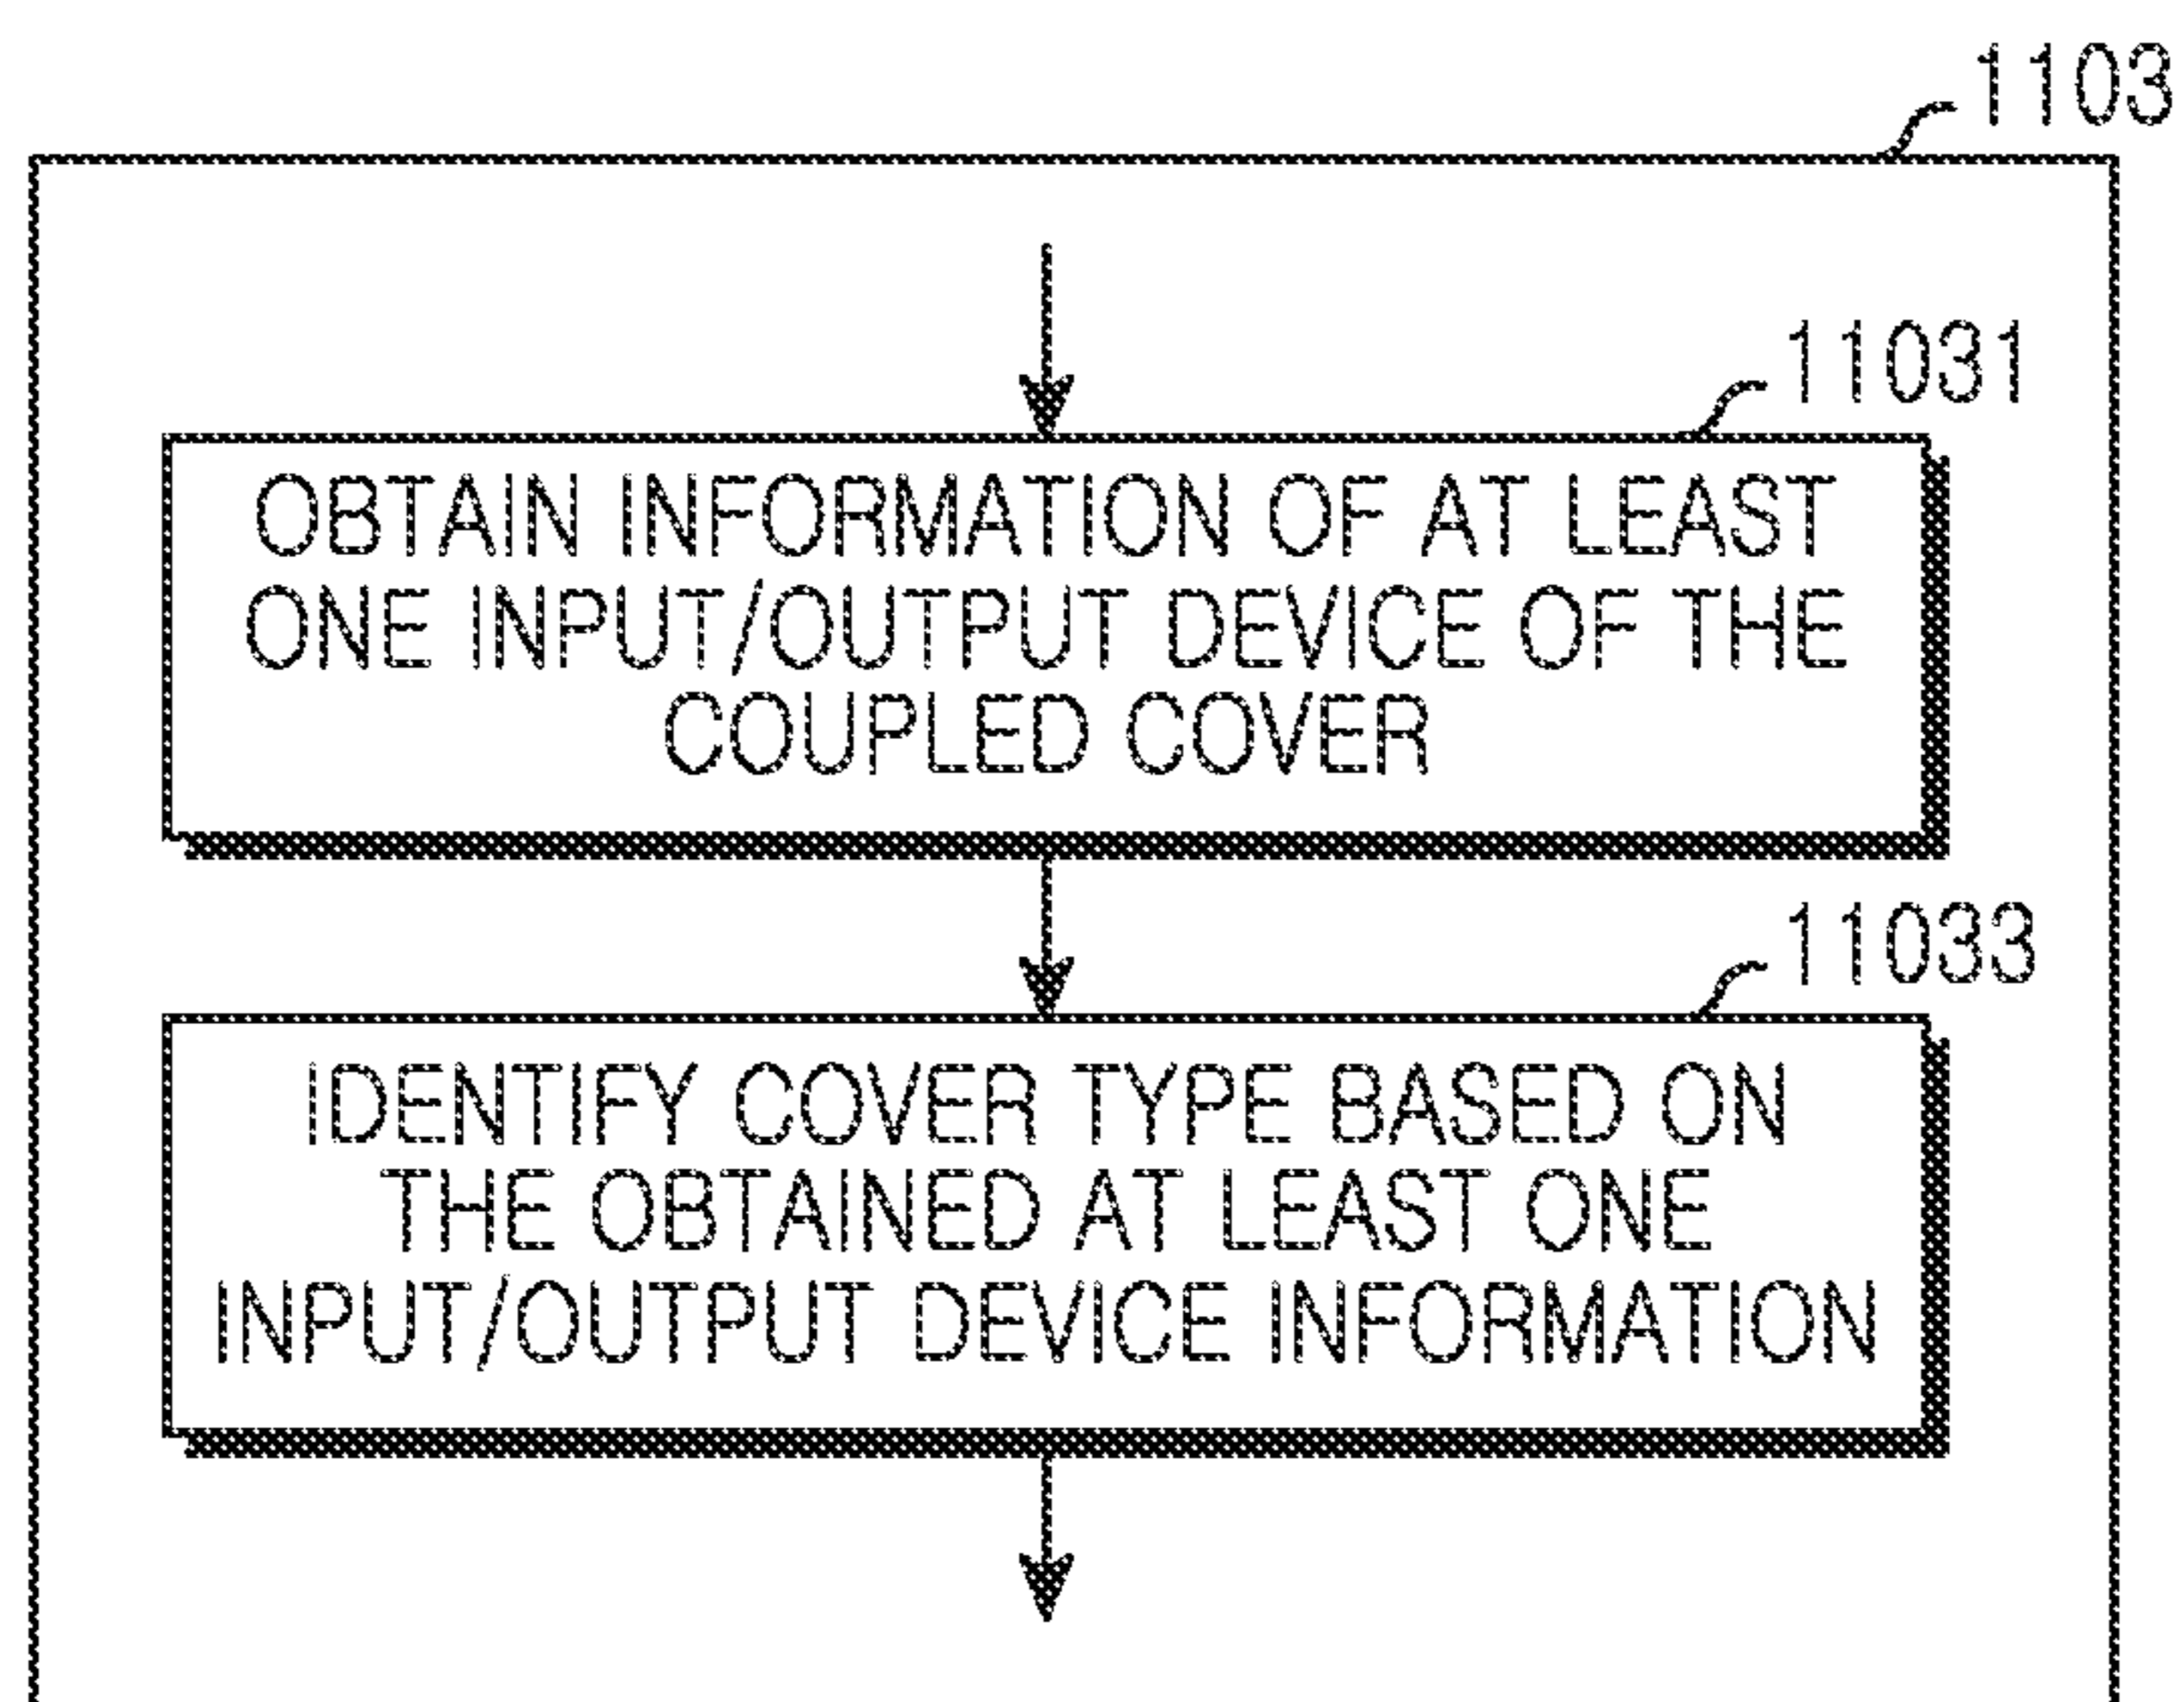 1103
11031
OBTAIN INFORMATION OF AT LEAST
ONE INPUT/OUTPUT DEVICE OF THE
COUPLED COVER
11033
IDENTIFY COVER TYPE BASED ON
THE OBTAINED AT LEAST ONE
INPUT/OUTPUT DEVICE INFORMATION